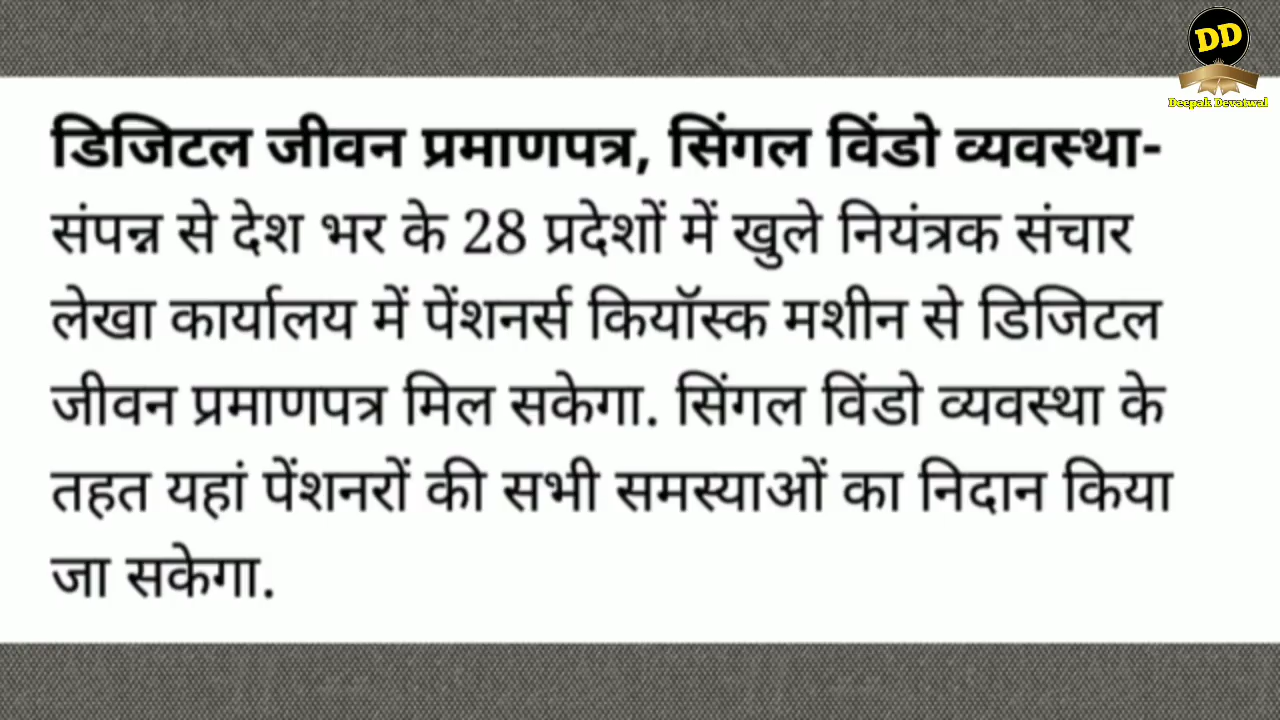 DD
Deepak Devatwal
डिजिटल जीवन प्रमाणपत्र, सिंगल विंडो व्यवस्था-
संपन्न से देश भर के 28 प्रदेशों में खुले नियंत्रक संचार
लेखा कार्यालय में पेंशनर्स कियॉस्क मशीन से डिजिटल
जीवन प्रमाणपत्र मिल सकेगा. सिंगल विंडो व्यवस्था के
तहत यहां पेंशनरों की सभी समस्याओं का निदान किया
जा सकेगा.